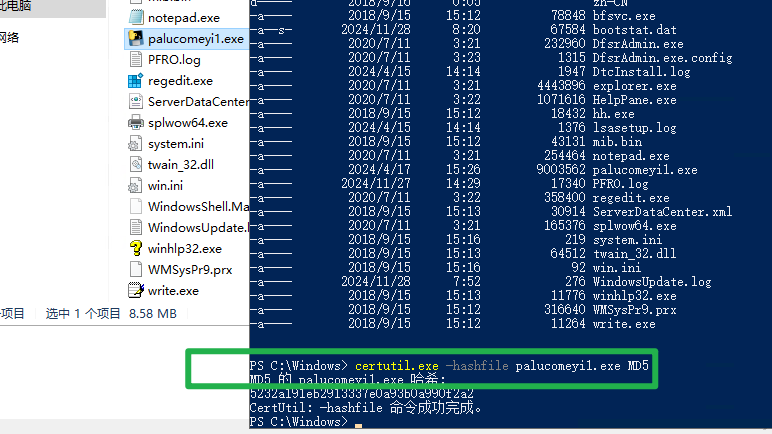 此电脑
网络
notepad.exe
palucomeyi1.exe
PFRO.log
regedit.exe
ServerDataCenter
splwow64.exe
system.ini
twain_32.dll
win.ini
WindowsShell.Ma
WindowsUpdate.l
winhlp32.exe
WMSysPr9.prx
write.exe
选中 1 个项目 8.58 MB
d----- 2018/9/16 0:05 zh-CN
-a---- 2018/9/15 15:12 78848 bfsvc.exe
-a--s- 2024/11/28 8:20 67584 bootstat.dat
-a---- 2020/7/11 3:21 232960 DfsrAdmin.exe
-a---- 2020/7/11 3:23 1315 DfsrAdmin.exe.config
-a---- 2024/4/15 14:14 1947 DtcInstall.log
-a---- 2020/7/11 3:21 4443896 explorer.exe
-a---- 2020/7/11 3:22 1071616 HelpPane.exe
-a---- 2018/9/15 15:12 18432 hh.exe
-a---- 2024/4/15 14:14 1376 lsasetup.log
-a---- 2018/9/15 15:12 43131 mib.bin
-a---- 2020/7/11 3:21 254464 notepad.exe
-a---- 2024/4/17 15:26 9003562 palucomeyi1.exe
-a---- 2024/11/27 14:29 17340 PFRO.log
-a---- 2020/7/11 3:22 358400 regedit.exe
-a---- 2018/9/15 15:13 30914 ServerDataCenter.xml
-a---- 2020/7/11 3:21 165376 splwow64.exe
-a---- 2018/9/15 15:16 219 system.ini
-a---- 2018/9/15 15:13 64512 twain_32.dll
-a---- 2018/9/15 15:16 92 win.ini
-a---- 2024/11/28 7:52 276 WindowsUpdate.log
-a---- 2018/9/15 15:13 11776 winhlp32.exe
-a---- 2018/9/15 15:12 316640 WMSysPr9.prx
-a---- 2018/9/15 15:12 11264 write.exe
PS C:\Windows> certutil.exe -hashfile palucomeyi1.exe MD5
MD5 的 palucomeyi1.exe 哈希:
5232a191eb2913337e0a93b0a990f2a2
CertUtil: -hashfile 命令成功完成。
PS C:\Windows>